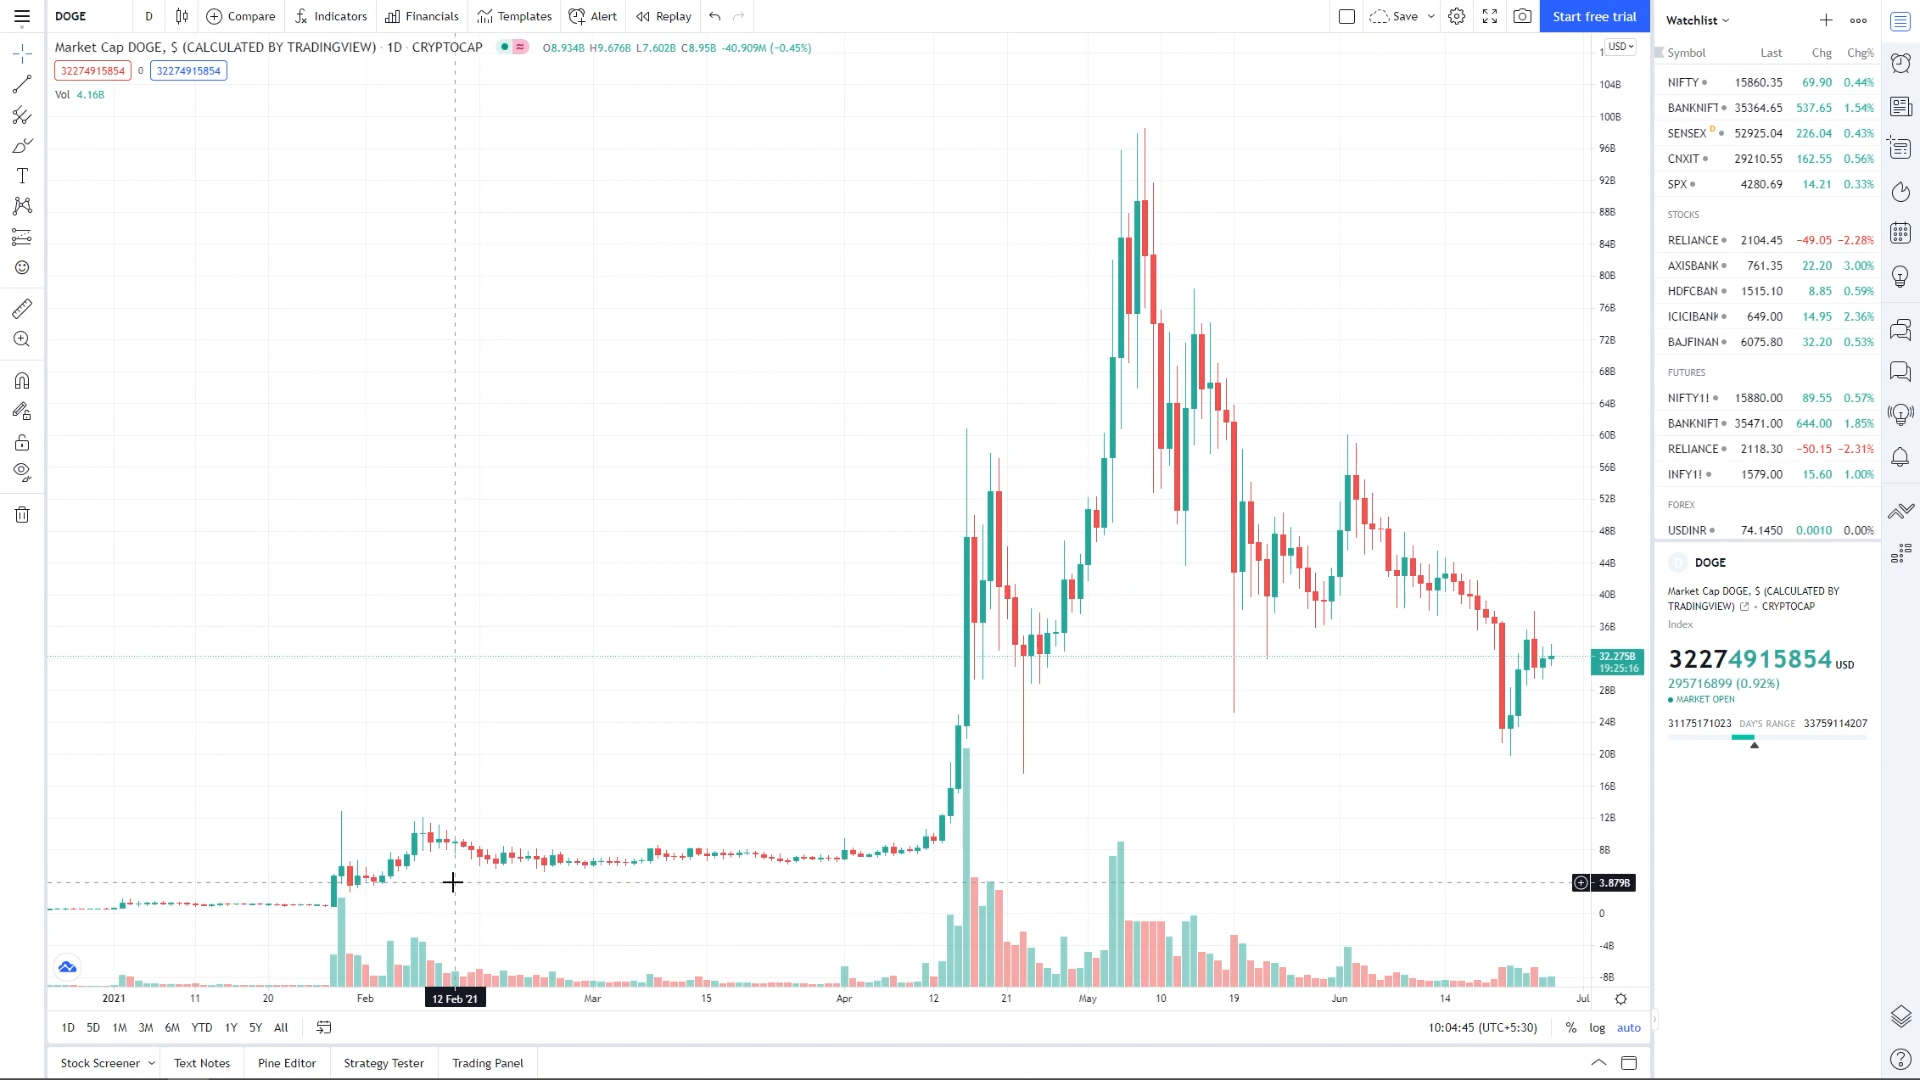 DOGE D Compare Indicators Financials Templates Alert Replay Save Start free trial
Market Cap DOGE, $ (CALCULATED BY TRADINGVIEW) · 1D · CRYPTOCAP ≈ O8.934B H9.676B L7.602B C8.95B -40.909M (−0.45%)
32274915854 0 32274915854
Vol 4.16B
USD
104B
100B
96B
92B
88B
84B
80B
76B
72B
68B
64B
60B
56B
52B
48B
44B
40B
36B
32.275B
19:25:16
28B
24B
20B
16B
12B
8B
3.879B
0
-4B
-8B
2021 11 20 Feb 12 Feb '21 Mar 15 Apr 12 21 May 10 19 Jun 14 Jul
1D 5D 1M 3M 6M YTD 1Y 5Y All 10:04:45 (UTC+5:30) % log auto
Stock Screener Text Notes Pine Editor Strategy Tester Trading Panel
Watchlist
Symbol Last Chg Chg%
NIFTY 15860.35 69.90 0.44%
BANKNIFT 35364.65 537.65 1.54%
SENSEX D 52925.04 226.04 0.43%
CNXIT 29210.55 162.55 0.56%
SPX 4280.69 14.21 0.33%
STOCKS
RELIANCE 2104.45 −49.05 −2.28%
AXISBANK 761.35 22.20 3.00%
HDFCBAN 1515.10 8.85 0.59%
ICICIBANK 649.00 14.95 2.36%
BAJFINAN 6075.80 32.20 0.53%
FUTURES
NIFTY1! 15880.00 89.55 0.57%
BANKNIFT 35471.00 644.00 1.85%
RELIANCE 2118.30 −50.15 −2.31%
INFY1! 1579.00 15.60 1.00%
FOREX
USDINR 74.1450 0.0010 0.00%
DOGE
Market Cap DOGE, $ (CALCULATED BY
TRADINGVIEW) · CRYPTOCAP
Index
32274915854 USD
295716899 (0.92%)
MARKET OPEN
31175171023 DAY'S RANGE 33759114207